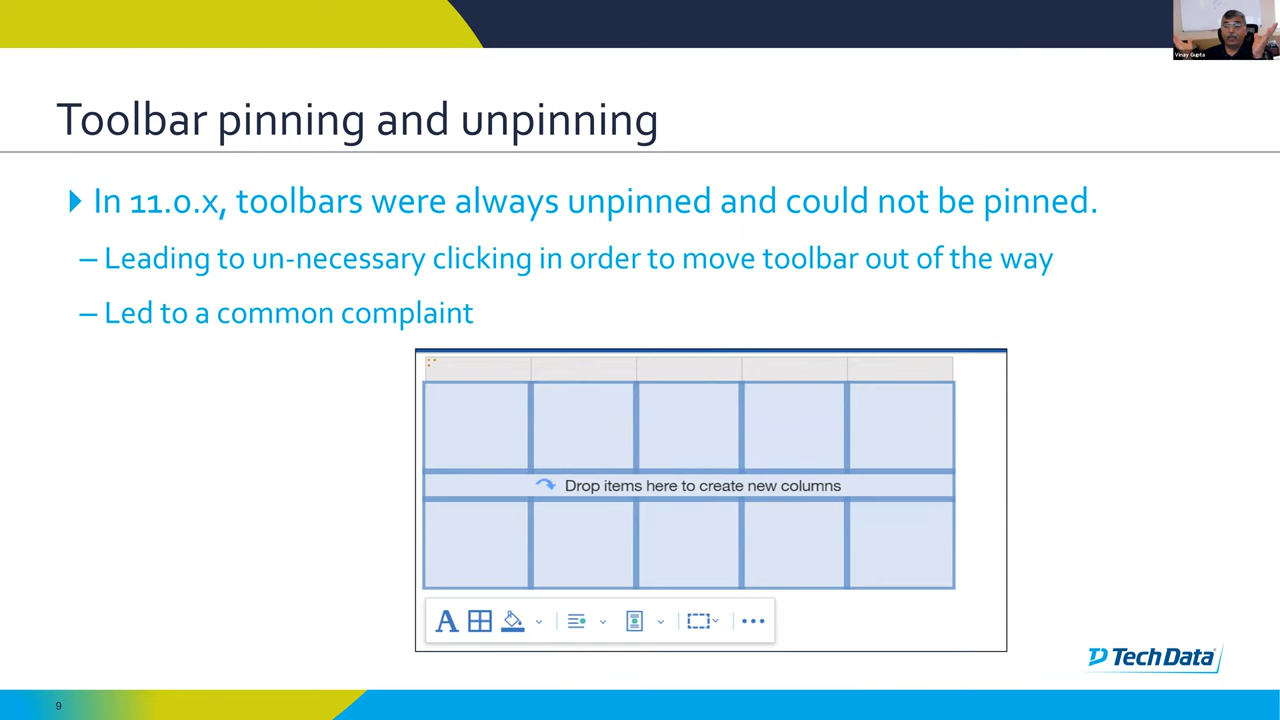 Vinay Gupta
Toolbar pinning and unpinning
In 11.0.x, toolbars were always unpinned and could not be pinned.
– Leading to un-necessary clicking in order to move toolbar out of the way
– Led to a common complaint
Drop items here to create new columns
A
TechData
9